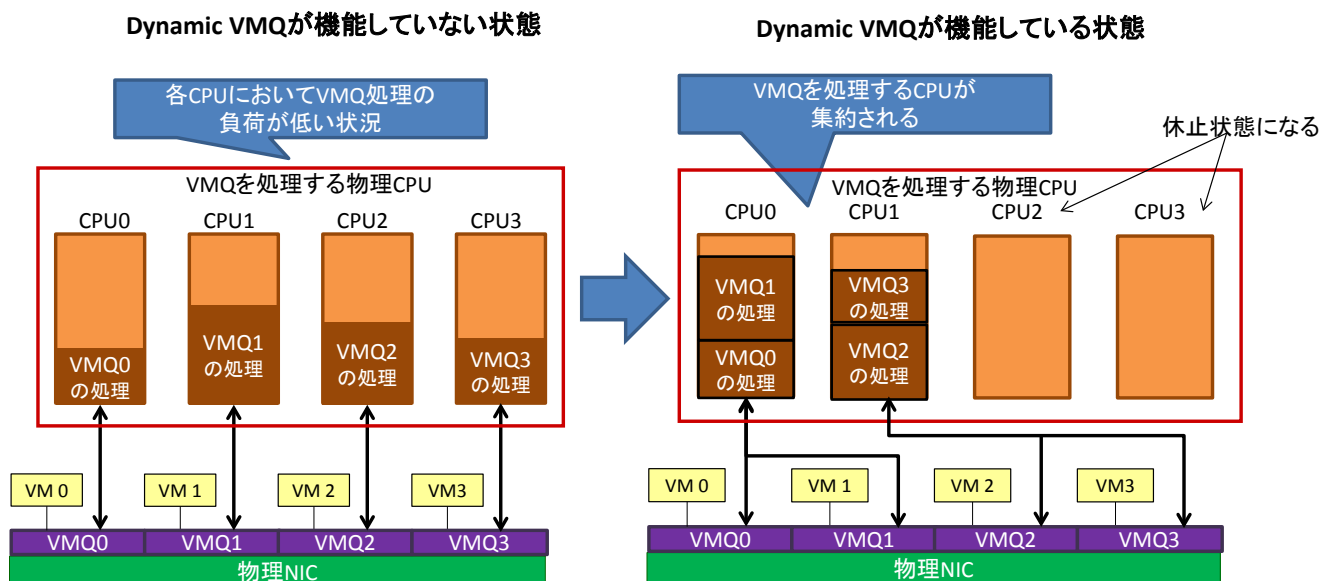 Dynamic VMQが機能していない状態
各CPUにおいてVMQ処理の
負荷が低い状況
VMQを処理する物理CPU
CPU0 CPU1 CPU2 CPU3
VMQ0
の処理
VMQ1
の処理
VMQ2
の処理
VMQ3
の処理
VM 0 VM 1 VM 2 VM3
VMQ0 VMQ1 VMQ2 VMQ3
物理NIC
Dynamic VMQが機能している状態
VMQを処理するCPUが
集約される
休止状態になる
VMQを処理する物理CPU
CPU0 CPU1 CPU2 CPU3
VMQ1
の処理
VMQ0
の処理
VMQ3
の処理
VMQ2
の処理
VM 0 VM 1 VM 2 VM3
VMQ0 VMQ1 VMQ2 VMQ3
物理NIC